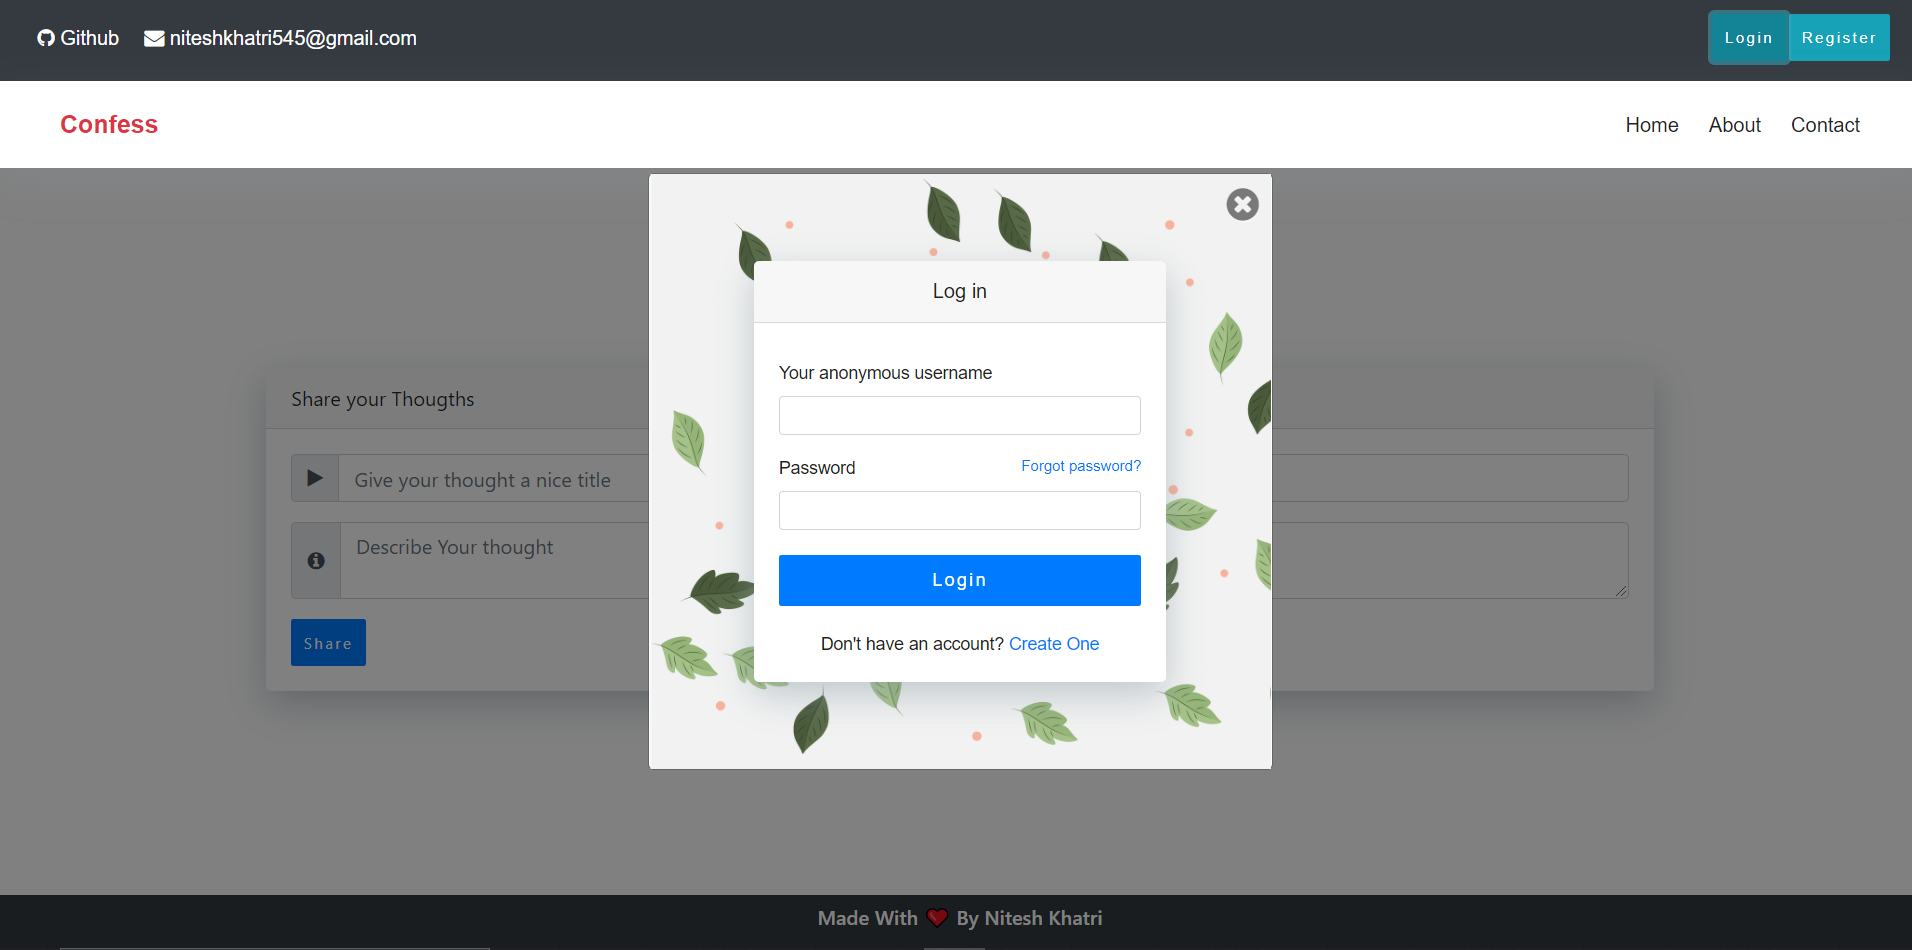 Github niteshkhatri545@gmail.com Login Register
Confess Home About Contact
Share your Thougths
Give your thought a nice title
Describe Your thought
Share
Log in
Your anonymous username
Password Forgot password?
Login
Don't have an account? Create One
Made With By Nitesh Khatri